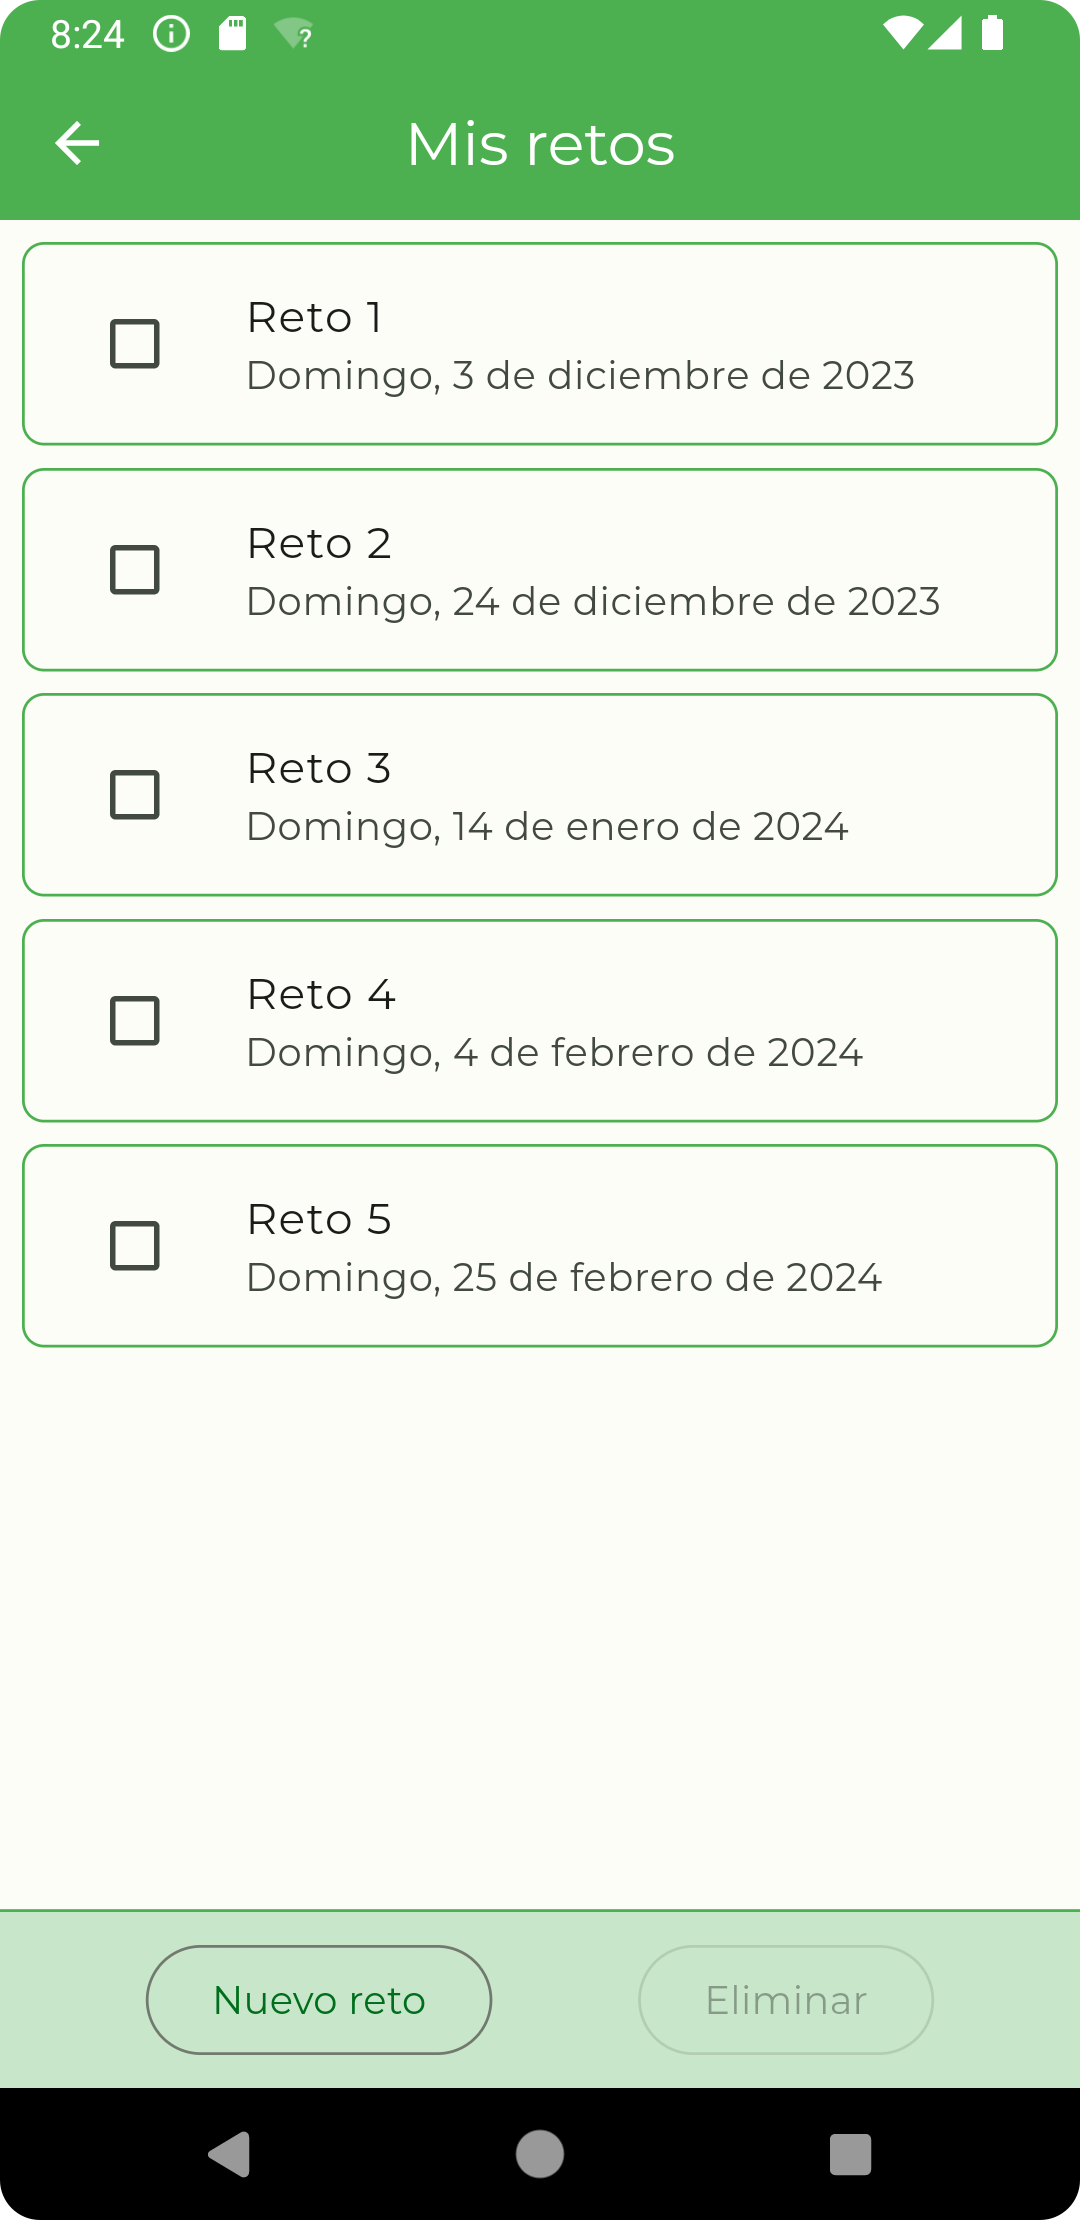 8:24
Mis retos
Reto 1
Domingo, 3 de diciembre de 2023
Reto 2
Domingo, 24 de diciembre de 2023
Reto 3
Domingo, 14 de enero de 2024
Reto 4
Domingo, 4 de febrero de 2024
Reto 5
Domingo, 25 de febrero de 2024
Nuevo reto Eliminar